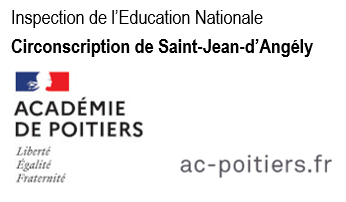 Inspection de l’Education Nationale
Circonscription de Saint-Jean-d’Angély
ACADÉMIE
DE POITIERS
Liberté
Égalité
Fraternité
ac-poitiers.fr